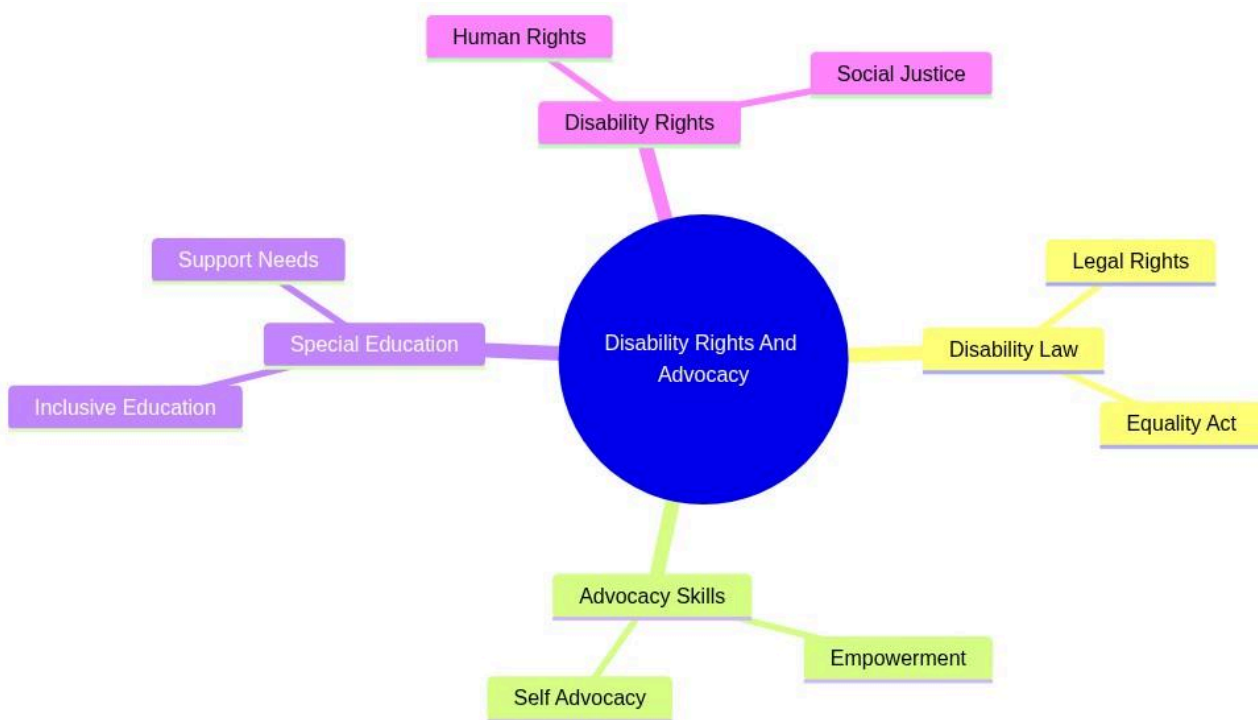 Human Rights
Social Justice
Disability Rights
Support Needs
Legal Rights
Special Education
Disability Rights And
Advocacy
Disability Law
Inclusive Education
Equality Act
Advocacy Skills
Empowerment
Self Advocacy